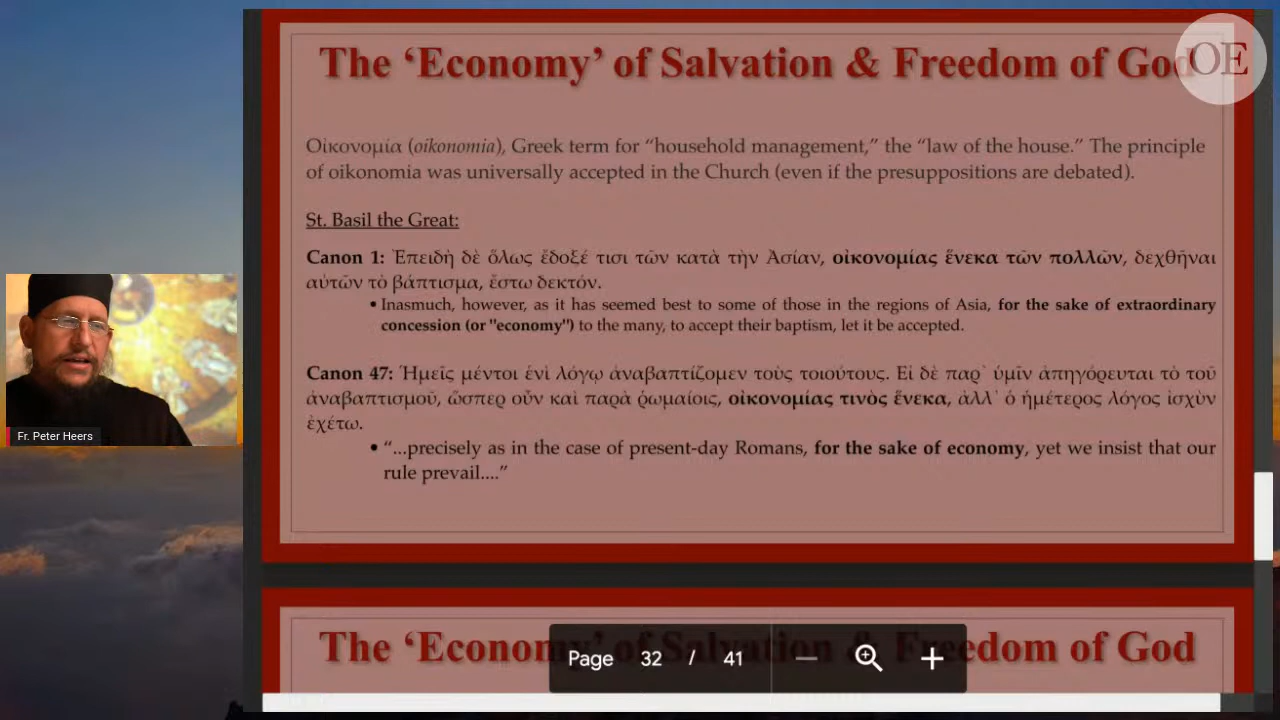 The ‘Economy’ of Salvation & Freedom of God
OE
Οἰκονομία (oikonomia), Greek term for “household management,” the “law of the house.” The principle
of oikonomia was universally accepted in the Church (even if the presuppositions are debated).
St. Basil the Great:
Canon 1: Ἐπειδὴ δὲ ὅλως ἔδοξέ τισι τῶν κατὰ τὴν Ἀσίαν, οἰκονομίας ἕνεκα τῶν πολλῶν, δεχθῆναι
αὐτῶν τὸ βάπτισμα, ἔστω δεκτόν.
• Inasmuch, however, as it has seemed best to some of those in the regions of Asia, for the sake of extraordinary
concession (or "economy") to the many, to accept their baptism, let it be accepted.
Canon 47: Ἡμεῖς μέντοι ἑνὶ λόγῳ ἀναβαπτίζομεν τοὺς τοιούτους. Εἰ δὲ παρ᾽ ὑμῖν ἀπηγόρευται τὸ τοῦ
ἀναβαπτισμοῦ, ὥσπερ οὖν καὶ παρὰ ῥωμαίοις, οἰκονομίας τινὸς ἕνεκα, ἀλλ᾽ ὁ ἡμέτερος λόγος ἰσχὺν
ἐχέτω.
• “...precisely as in the case of present-day Romans, for the sake of economy, yet we insist that our
rule prevail....”
Fr. Peter Heers
The ‘Economy’ of Salvation & Freedom of God
Page 32 / 41